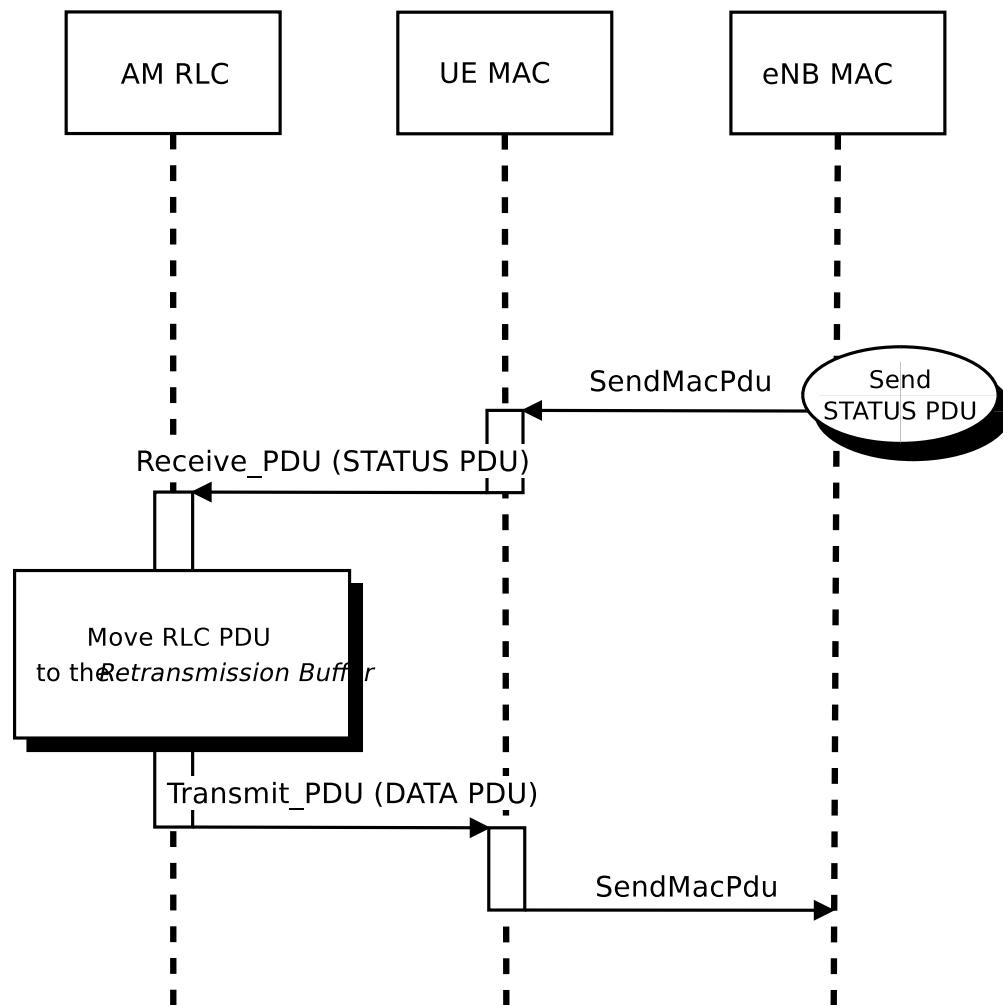 AM RLC
UE MAC
eNB MAC
Send
STATUS PDU
SendMacPdu
Receive_PDU (STATUS PDU)
Move RLC PDU
to the Retransmission Buffer
Transmit_PDU (DATA PDU)
SendMacPdu